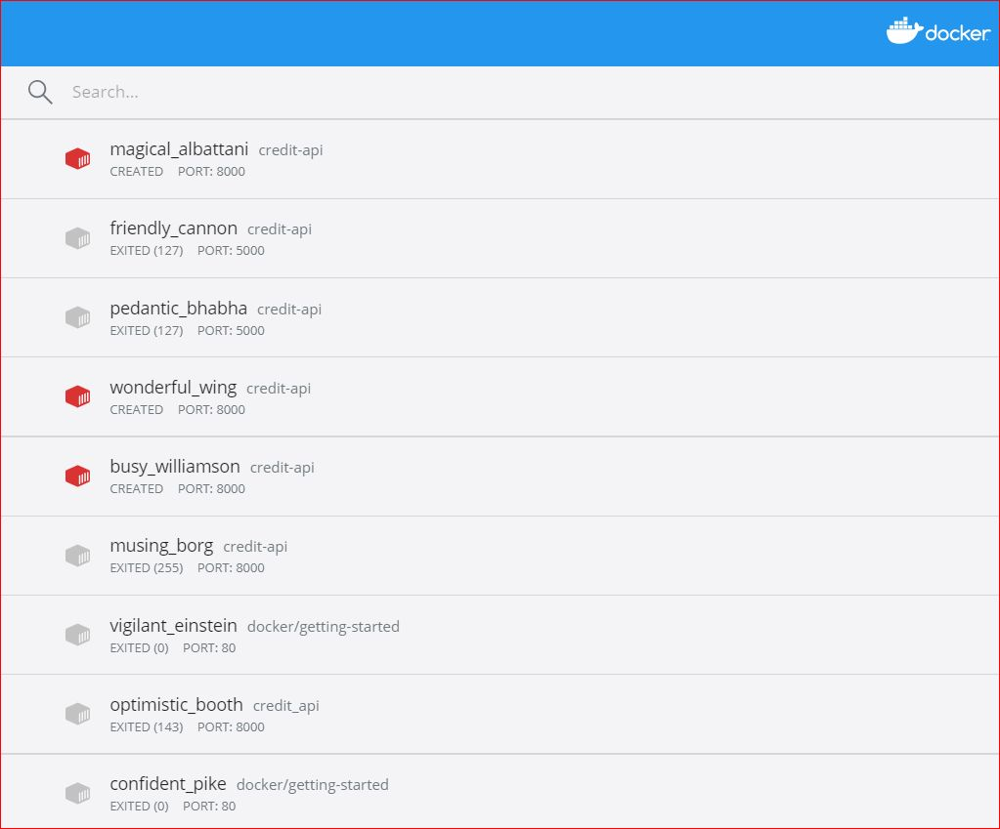 docker
Search...
magical_albattani credit-api
CREATED PORT: 8000
friendly_cannon credit-api
EXITED (127) PORT: 5000
pedantic_bhabha credit-api
EXITED (127) PORT: 5000
wonderful_wing credit-api
CREATED PORT: 8000
busy_williamson credit-api
CREATED PORT: 8000
musing_borg credit-api
EXITED (255) PORT: 8000
vigilant_einstein docker/getting-started
EXITED (0) PORT: 80
optimistic_booth credit_api
EXITED (143) PORT: 8000
confident_pike docker/getting-started
EXITED (0) PORT: 80